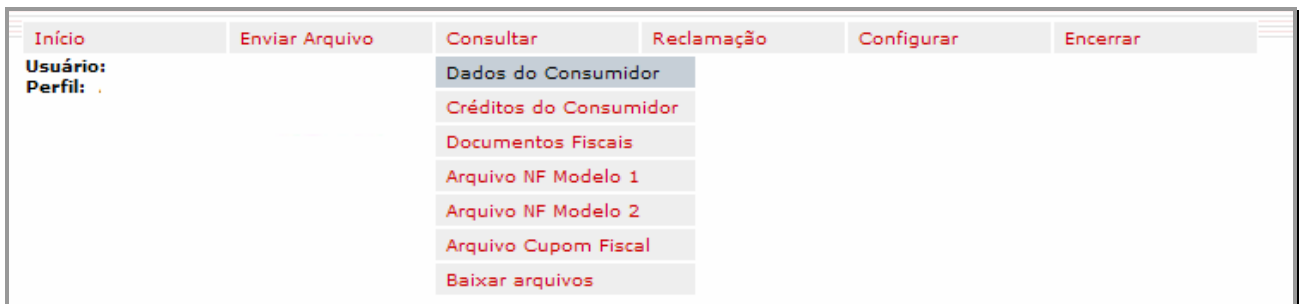 Início Enviar Arquivo Consultar Reclamação Configurar Encerrar
Usuário:
Perfil: .
Dados do Consumidor
Créditos do Consumidor
Documentos Fiscais
Arquivo NF Modelo 1
Arquivo NF Modelo 2
Arquivo Cupom Fiscal
Baixar arquivos